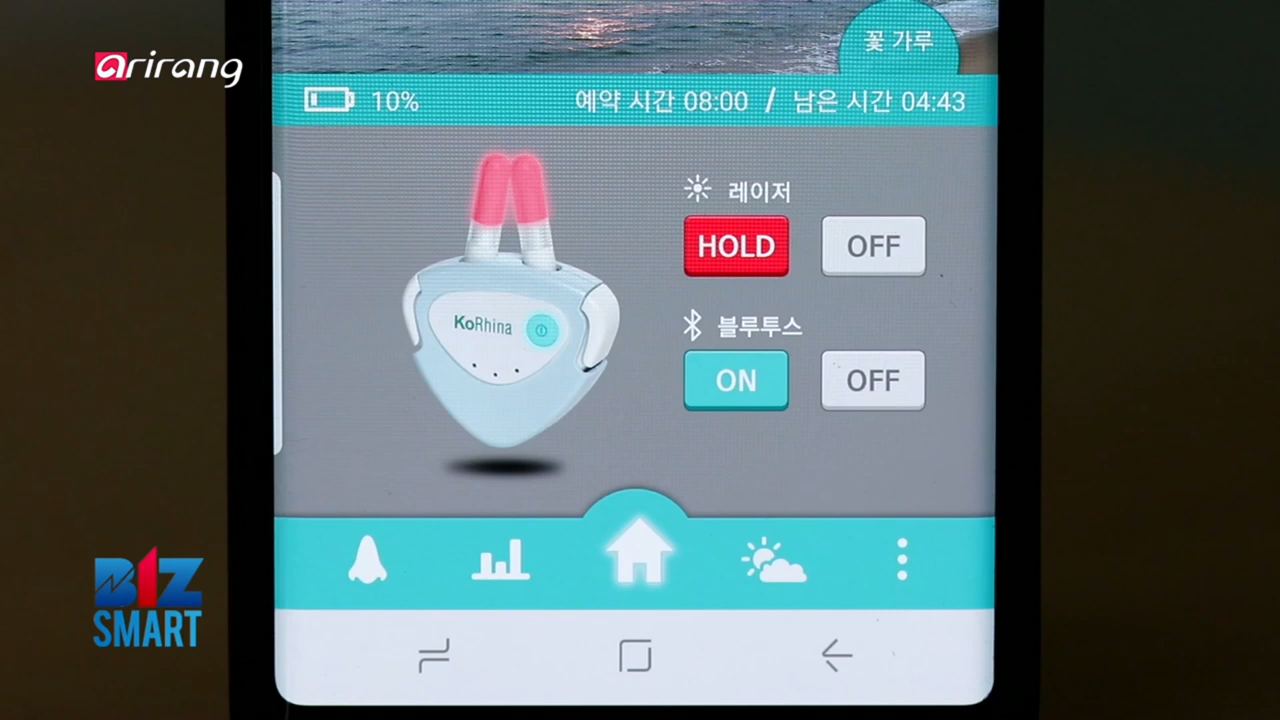 arirang
꽃 가루
10% 예약 시간 08:00 / 남은 시간 04:43
레이저
HOLD OFF
KoRhina
블루투스
ON OFF
B1Z
SMART